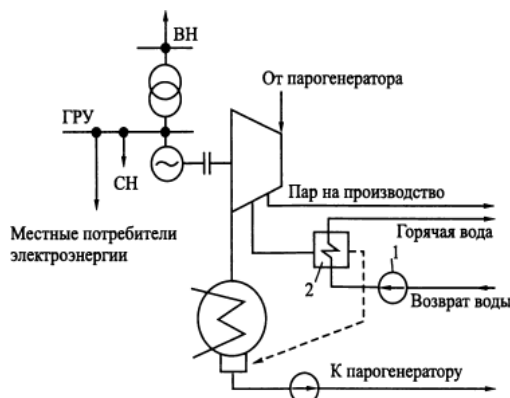 ВН
От парогенератора
ГРУ
СН
Пар на производство
Местные потребители
электроэнергии
Горячая вода
1
2
Возврат воды
К парогенератору